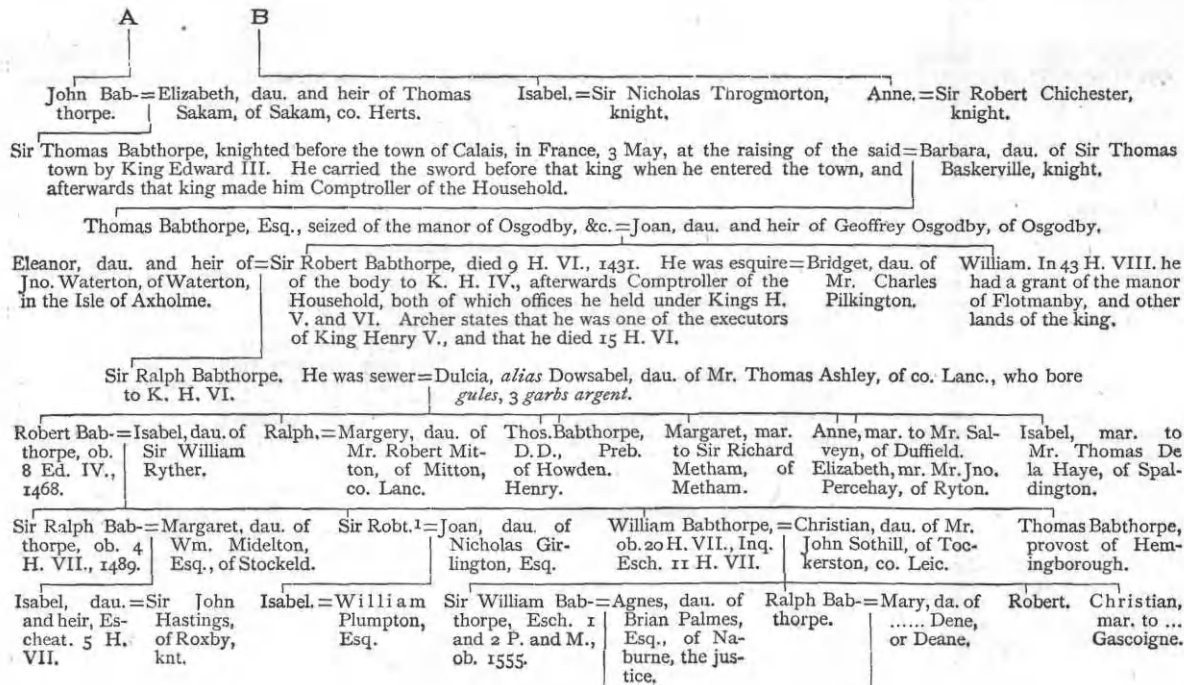 A B
John Bab-=Elizabeth, dau. and heir of Thomas
thorpe. Sakam, of Sakam, co. Herts.
Isabel.=Sir Nicholas Throgmorton,
knight.
Anne.=Sir Robert Chichester,
knight.
Sir Thomas Babthorpe, knighted before the town of Calais, in France, 3 May, at the raising of the said=Barbara, dau. of Sir Thomas
town by King Edward III. He carried the sword before that king when he entered the town, and Baskerville, knight.
afterwards that king made him Comptroller of the Household.
Thomas Babthorpe, Esq., seized of the manor of Osgodby, &c.=Joan, dau. and heir of Geoffrey Osgodby, of Osgodby.
Eleanor, dau. and heir of=
Jno. Waterton, of Waterton,
in the Isle of Axholme.
Sir Robert Babthorpe, died 9 H. VI., 1431. He was esquire=
of the body to K. H. IV., afterwards Comptroller of the
Household, both of which offices he held under Kings H.
V. and VI. Archer states that he was one of the executors
of King Henry V., and that he died 15 H. VI.
Bridget, dau. of
Mr. Charles
Pilkington.
William. In 43 H. VIII. he
had a grant of the manor
of Flotmanby, and other
lands of the king.
Sir Ralph Babthorpe. He was sewer=Dulcia, alias Dowsabel, dau. of Mr. Thomas Ashley, of co. Lanc., who bore
to K. H. VI. gules, 3 garbs argent.
Robert Bab-=
thorpe, ob.
8 Ed. IV.,
1468.
Isabel, dau. of
Sir William
Ryther.
Ralph.=
Margery, dau. of
Mr. Robert Mit-
ton, of Mitton,
co. Lanc.
Thos. Babthorpe,
D.D., Preb.
of Howden.
Henry.
Margaret, mar.
to Sir Richard
Metham, of
Metham.
Anne, mar. to Mr. Sal-
veyn, of Duffield.
Elizabeth, mr. Mr. Jno.
Percehay, of Ryton.
Isabel, mar. to
Mr. Thomas De
la Haye, of Spal-
dington.
Sir Ralph Bab-=
thorpe, ob. 4
H. VII., 1489.
Margaret, dau. of
Wm. Midelton,
Esq., of Stockeld.
Sir Robt.¹=
Joan, dau. of
Nicholas Gir-
lington, Esq.
William Babthorpe,=
ob. 20 H. VII., Inq.
Esch. 11 H. VII.
Christian, dau. of Mr.
John Sothill, of Toc-
kerston, co. Leic.
Thomas Babthorpe,
provost of Hem-
ingborough.
Isabel, dau.=
and heir, Es-
cheat. 5 H.
VII.
Sir John
Hastings,
of Roxby,
knt.
Isabel.=
William
Plumpton,
Esq.
Sir William Bab-=
thorpe, Esch. 1
and 2 P. and M.,
ob. 1555.
Agnes, dau. of
Brian Palmes,
Esq., of Na-
burne, the jus-
tice.
Ralph Bab-=
thorpe.
Mary, da. of
...... Dene,
or Deane.
Robert.
Christian,
mar. to ...
Gascoigne.